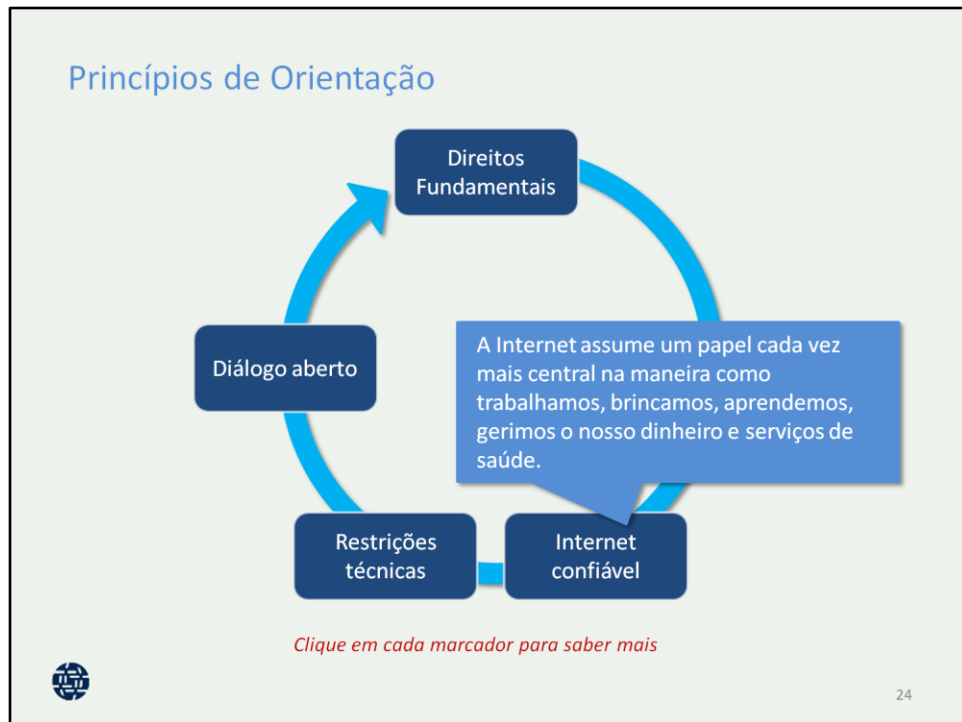 Princípios de Orientação
Direitos
Fundamentais
Diálogo aberto
A Internet assume um papel cada vez
mais central na maneira como
trabalhamos, brincamos, aprendemos,
gerimos o nosso dinheiro e serviços de
saúde.
Restrições
técnicas
Internet
confiável
Clique em cada marcador para saber mais
24